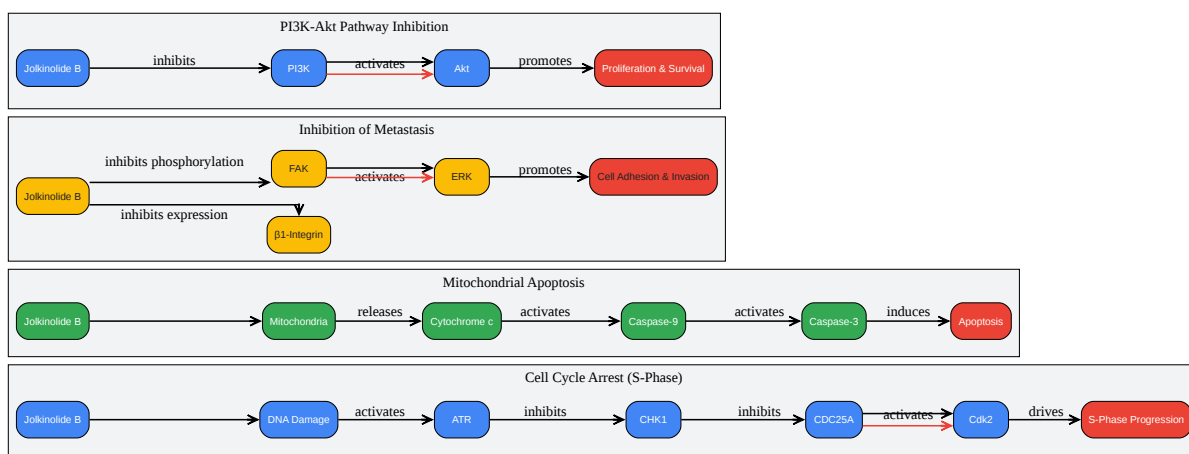 PI3K-Akt Pathway Inhibition
Jolkinolide B
inhibits
PI3K
activates
Akt
promotes
Proliferation & Survival
Inhibition of Metastasis
Jolkinolide B
inhibits phosphorylation
FAK
activates
ERK
promotes
Cell Adhesion & Invasion
inhibits expression
β1-Integrin
Mitochondrial Apoptosis
Jolkinolide B
Mitochondria
releases
Cytochrome c
activates
Caspase-9
activates
Caspase-3
induces
Apoptosis
Cell Cycle Arrest (S-Phase)
Jolkinolide B
DNA Damage
activates
ATR
inhibits
CHK1
inhibits
CDC25A
activates
Cdk2
drives
S-Phase Progression